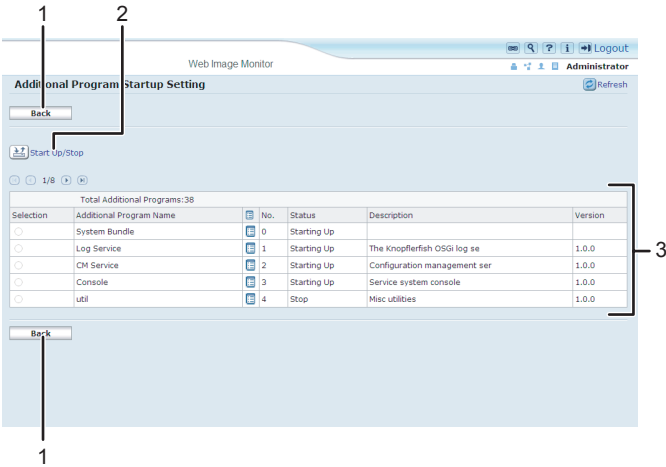 1 2
Logout
Web Image Monitor
Administrator
Additional Program Startup Setting
Refresh
Back
Start Up/Stop
1/8
Total Additional Programs:38
Selection Additional Program Name No. Status Description Version
System Bundle 0 Starting Up
Log Service 1 Starting Up The Knopflerfish OSGi log se 1.0.0
CM Service 2 Starting Up Configuration management ser 1.0.0
Console 3 Starting Up Service system console 1.0.0
util 4 Stop Misc utilities 1.0.0
3
Back
1